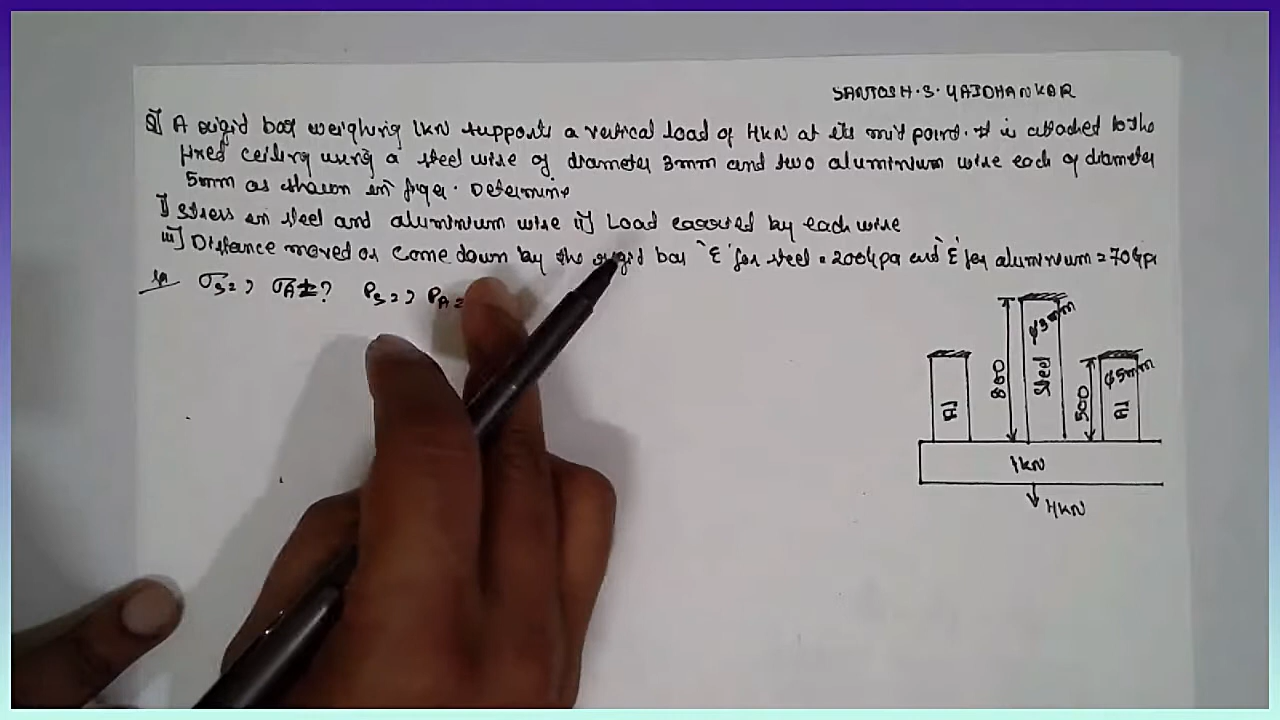 SANTOSH.S.YAJDHANKAR
Q] A rigid bar weighing 1kN supports a vertical load of 4kN at its mid point. It is attached to the
fixed ceiling using a steel wire of diameter 3mm and two aluminium wire each of diameter
5mm as shown in figer. Determine
i] Stress in steel and aluminium wire ii] Load carried by each wire
iii] Distance moved or come down by the rigid bar 'E' for steel = 200Gpa and 'E' for aluminium = 70Gpa
σs=? σA=? Ps=? PA=
φ3mm
Steel
800
Al
500
φ5mm
Al
1kN
4kN